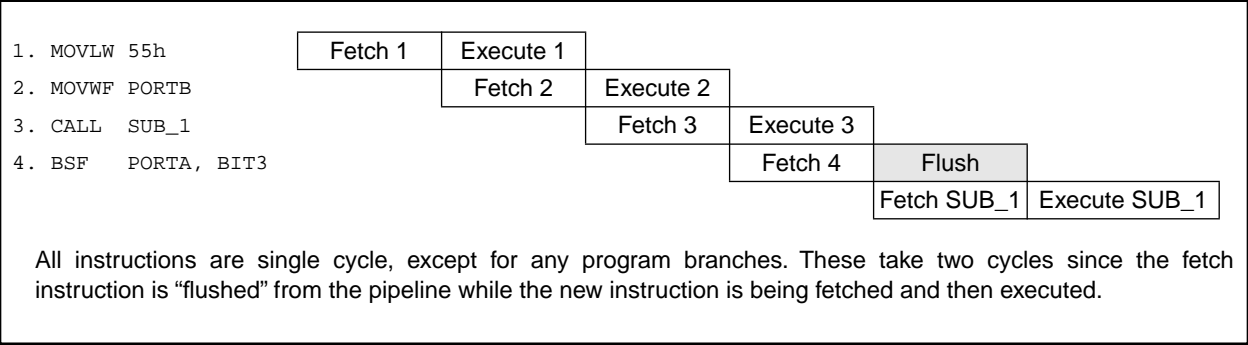 1. MOVLW 55h Fetch 1 Execute 1
2. MOVWF PORTB Fetch 2 Execute 2
3. CALL SUB_1 Fetch 3 Execute 3
4. BSF PORTA, BIT3 Fetch 4 Flush
Fetch SUB_1 Execute SUB_1
All instructions are single cycle, except for any program branches. These take two cycles since the fetch
instruction is “flushed” from the pipeline while the new instruction is being fetched and then executed.